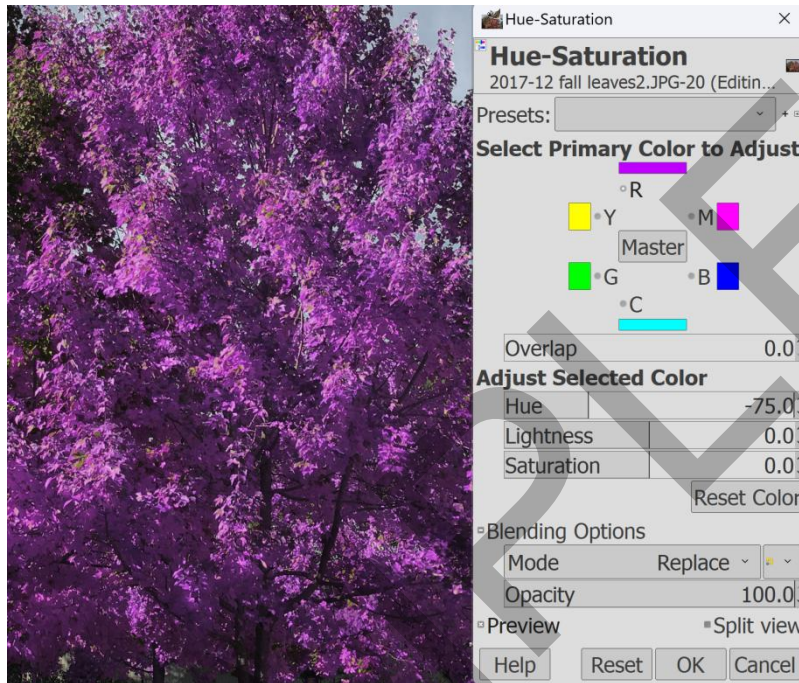 Hue-Saturation
Hue-Saturation
2017-12 fall leaves2.JPG-20 (Editin...
Presets:
Select Primary Color to Adjust
R
Y M
Master
G B
C
Overlap 0.0
Adjust Selected Color
Hue -75.0
Lightness 0.0
Saturation 0.0
Reset Color
Blending Options
Mode Replace
Opacity 100.0
Preview Split view
Help Reset OK Cancel
PLE